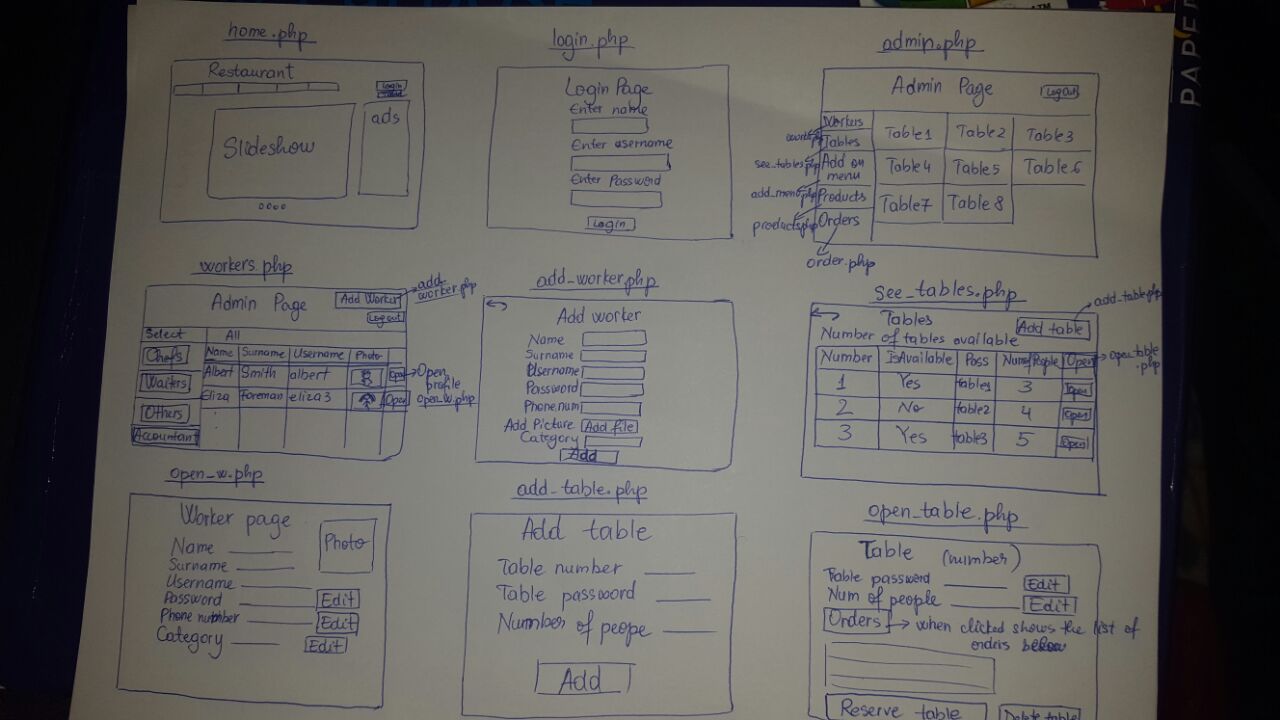 PAPER
home.php
Restaurant
Login
Slideshow
ads
login.php
Login Page
Enter name
Enter username
Enter Password
Login
admin.php
Admin Page
Logout
Workers
Tables
Add on menu
Products
Orders
Table1
Table2
Table3
Table4
Table5
Table6
Table7
Table8
see_tables.php
add_menu.php
products.php
order.php
workers.php
Admin Page
Add Worker
add_worker.php
Logout
Select
All
Chefs
Waiters
Others
Accountant
Name Surname Username Photo
Albert Smith albert Open
Eliza Foreman eliza3 Open
Open profile
open_w.php
add_worker.php
Add worker
Name
Surname
Username
Password
Phonenum
Add Picture Add file
Category
Add
see_tables.php
Tables
Add table
add_table.php
Number of tables available
Number IsAvailable Pass Num/People Open
open_table.php
1 Yes table1 3 Open
2 No table2 4 Open
3 Yes table3 5 Open
open_w.php
Worker page
Photo
Name
Surname
Username
Password Edit
Phone number Edit
Category Edit
add-table.php
Add table
Table number
Table password
Number of peope
Add
open_table.php
Table (number)
Table password Edit
Num of people Edit
Orders → when clicked shows the list of
orders below
Reserve table
Delete table